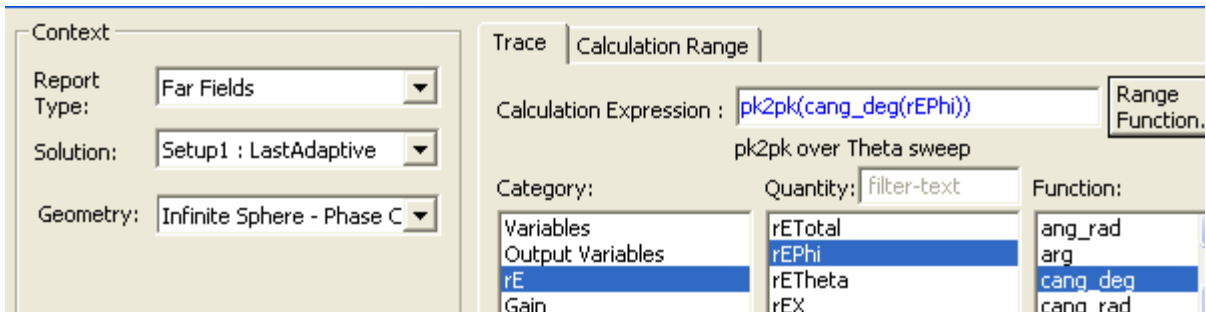 Context
Report Type:
Far Fields
Solution:
Setup1 : LastAdaptive
Geometry:
Infinite Sphere - Phase C
Trace
Calculation Range
Calculation Expression :
pk2pk(cang_deg(rEPhi))
Range
Function.
pk2pk over Theta sweep
Category:
Variables
Output Variables
rE
Gain
Quantity:
filter-text
rETotal
rEPhi
rETheta
rEX
Function:
ang_rad
arg
cang_deg
cang_rad